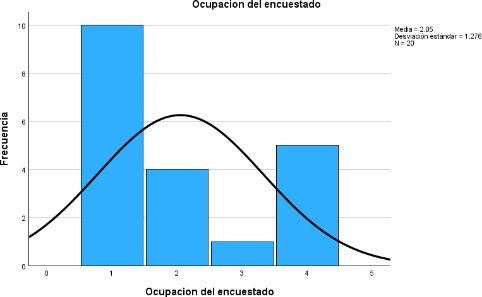 Ocupacion del encuestado
Media = 2.05
Desviación estándar = 1.276
N = 20
Frecuencia
10
8
6
4
2
0
0 1 2 3 4 5
Ocupacion del encuestado